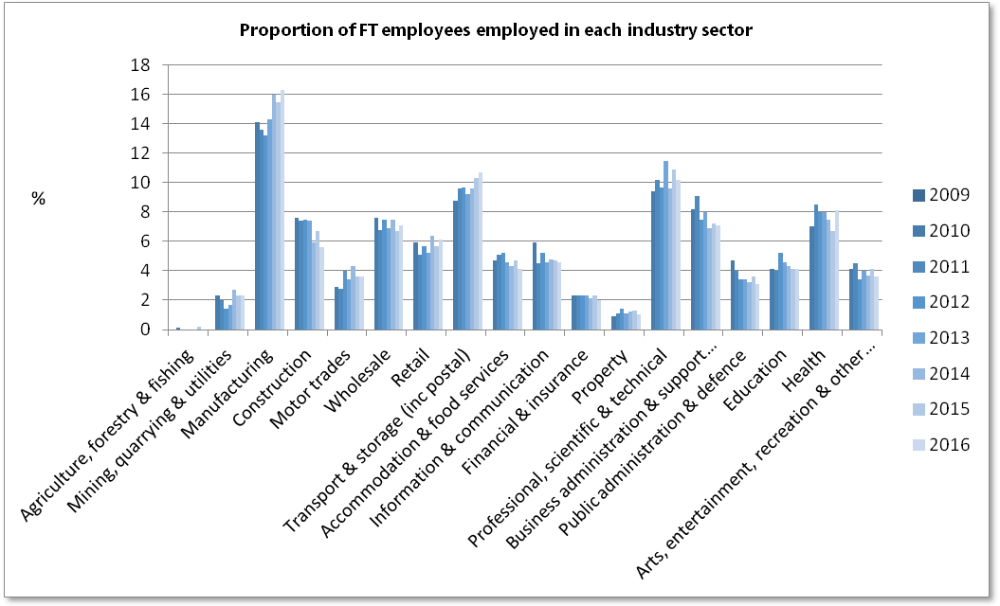 Proportion of FT employees employed in each industry sector
18
16
14
12
10
8
6
4
2
0
%
Agriculture, forestry & fishing
Mining, quarrying & utilities
Manufacturing
Construction
Motor trades
Wholesale
Retail
Transport & storage (inc postal)
Accommodation & food services
Information & communication
Financial & insurance
Property
Professional, scientific & technical
Business administration & support...
Public administration & defence
Education
Health
Arts, entertainment, recreation & other...
2009
2010
2011
2012
2013
2014
2015
2016